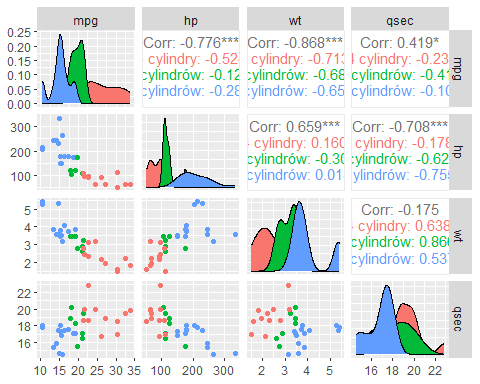 mpg hp wt qsec
0.25
0.20
0.15
0.10
0.05
0.00
Corr: -0.776***
cylindry: -0.52
cylindrów: -0.12
cylindrów: -0.28
Corr: -0.868***
cylindry: -0.713
cylindrów: -0.68
cylindrów: -0.65
Corr: 0.419*
4 cylindry: -0.23
cylindrów: -0.41
cylindrów: -0.10
mpg
300
200
100
Corr: 0.659***
cylindry: 0.160
cylindrów: -0.30
cylindrów: 0.01
Corr: -0.708***
cylindry: -0.178
cylindrów: -0.62
cylindrów: -0.75
hp
5
4
3
2
Corr: -0.175
cylindry: 0.638
cylindrów: 0.86
cylindrów: 0.53
wt
22
20
18
16
qsec
10 15 20 25 30 35 100 200 300 2 3 4 5 16 18 20 22